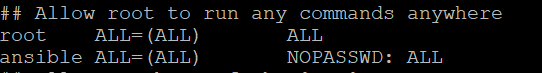 ## Allow root to run any commands anywhere
root    ALL=(ALL)       ALL
ansible ALL=(ALL)       NOPASSWD: ALL